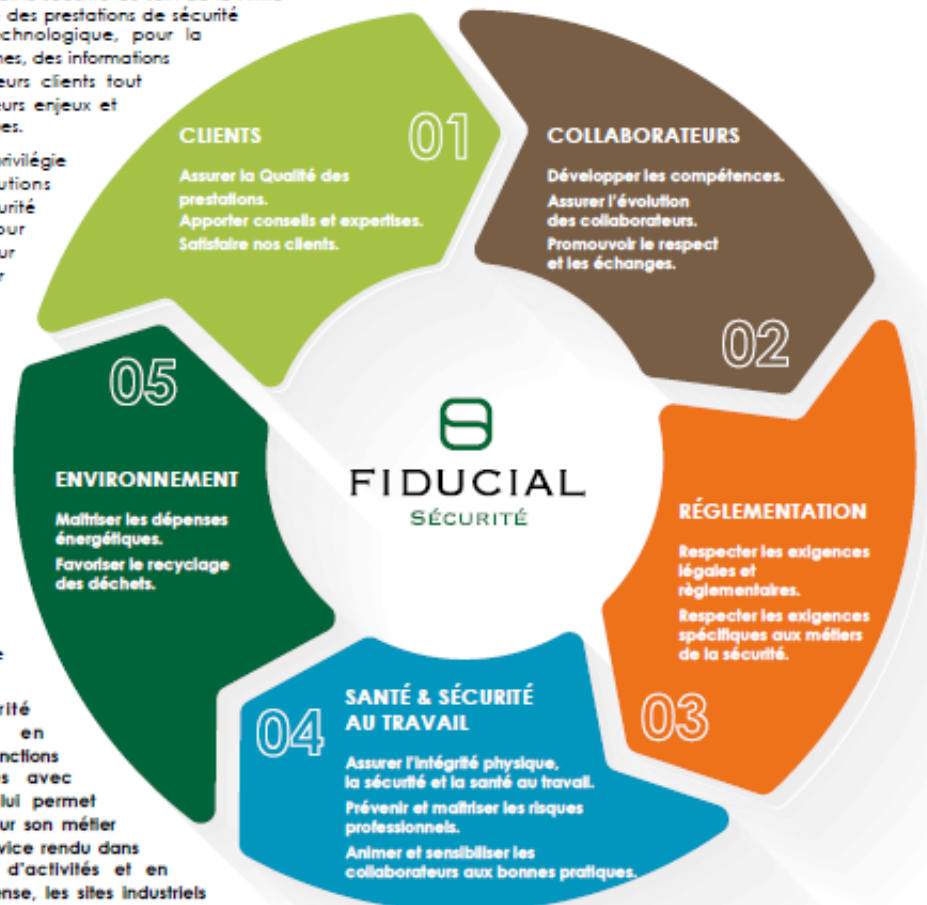 des prestations de sécurité
echnologique, pour la
nes, des informations
eurs clients tout
eurs enjeux et
es.
rivilégie
utions
urité
our
ur
r
CLIENTS
01
Assurer la Qualité des
prestations.
Apporter conseils et expertises.
Satisfaire nos clients.
COLLABORATEURS
Développer les compétences.
Assurer l'évolution
des collaborateurs.
Promouvoir le respect
et les échanges.
02
RÉGLEMENTATION
Respecter les exigences
légales et
règlementaires.
Respecter les exigences
spécifiques aux métiers
de la sécurité.
03
SANTÉ & SÉCURITÉ
AU TRAVAIL
04
Assurer l'intégrité physique,
la sécurité et la santé au travail.
Prévenir et maîtriser les risques
professionnels.
Animer et sensibiliser les
collaborateurs aux bonnes pratiques.
05
ENVIRONNEMENT
Maîtriser les dépenses
énergétiques.
Favoriser le recyclage
des déchets.
FIDUCIAL
SÉCURITÉ
e
rité
en
nctions
s avec
lui permet
ur son métier
vice rendu dans
d'activités et en
ense, les sites industriels